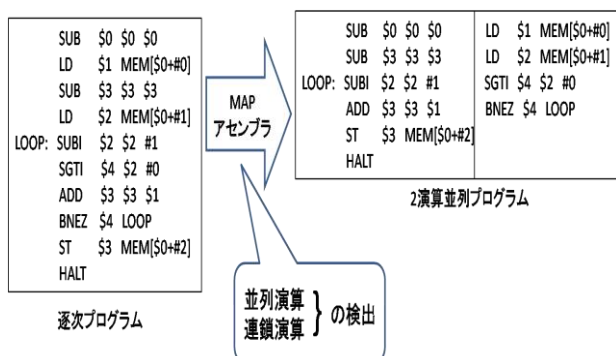 SUB $0 $0 $0
LD $1 MEM[$0+#0]
SUB $3 $3 $3
LD $2 MEM[$0+#1]
LOOP: SUBI $2 $2 #1
SGTI $4 $2 #0
ADD $3 $3 $1
BNEZ $4 LOOP
ST $3 MEM[$0+#2]
HALT
逐次プログラム
MAP
アセンブラ
並列演算
連鎖演算
} の検出
SUB $0 $0 $0 LD $1 MEM[$0+#0]
SUB $3 $3 $3 LD $2 MEM[$0+#1]
LOOP: SUBI $2 $2 #1 SGTI $4 $2 #0
ADD $3 $3 $1 BNEZ $4 LOOP
ST $3 MEM[$0+#2]
HALT
2演算並列プログラム